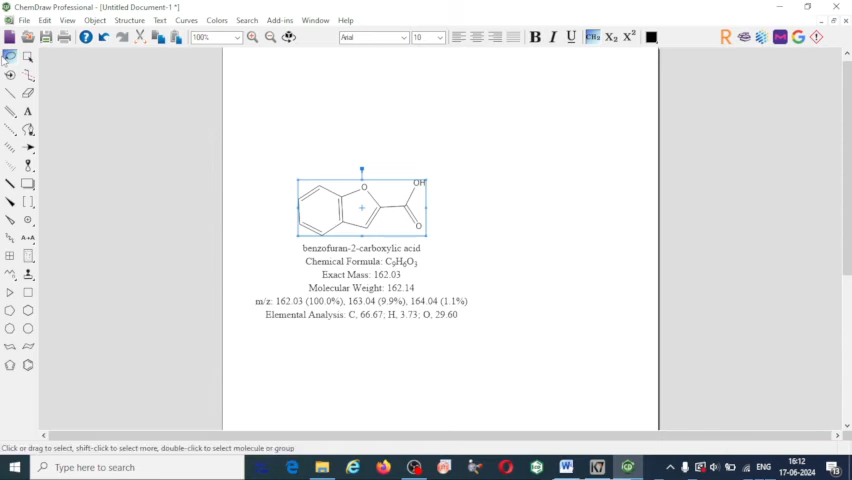 ChemDraw Professional - [Untitled Document-1 *]
File Edit View Object Structure Text Curves Colors Search Add-ins Window Help
100% Arial 10 B I U CH2 X2 X2
OH
O
O
benzofuran-2-carboxylic acid
Chemical Formula: C9H6O3
Exact Mass: 162.03
Molecular Weight: 162.14
m/z: 162.03 (100.0%), 163.04 (9.9%), 164.04 (1.1%)
Elemental Analysis: C, 66.67; H, 3.73; O, 29.60
Click or drag to select, shift-click to select more, double-click to select molecule or group
Type here to search
ENG
16:12
17-06-2024